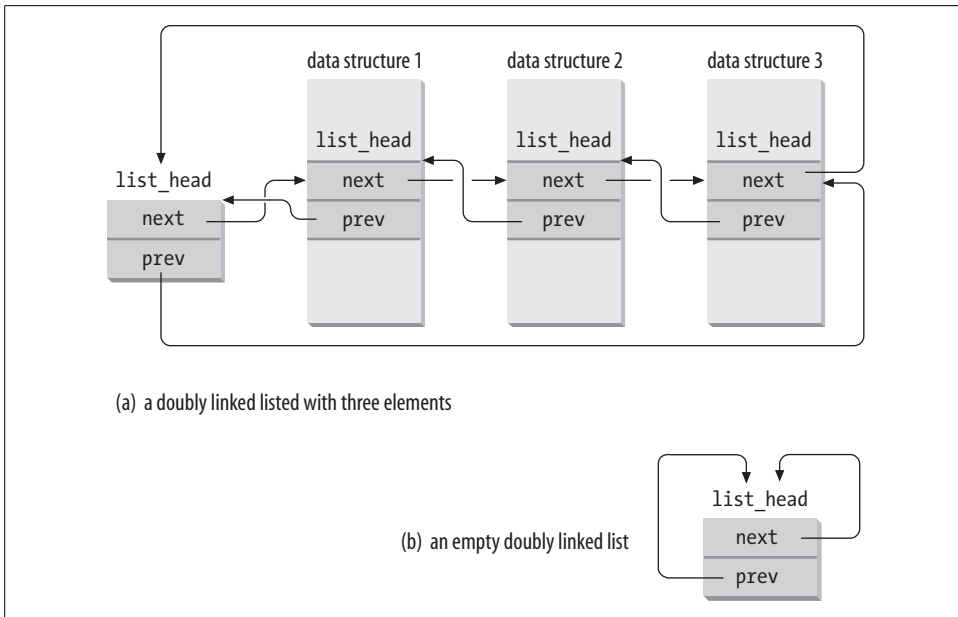 data structure 1
data structure 2
data structure 3
list_head
list_head
list_head
list_head
next
next
next
next
prev
prev
prev
prev
(a) a doubly linked listed with three elements
list_head
(b) an empty doubly linked list
next
prev